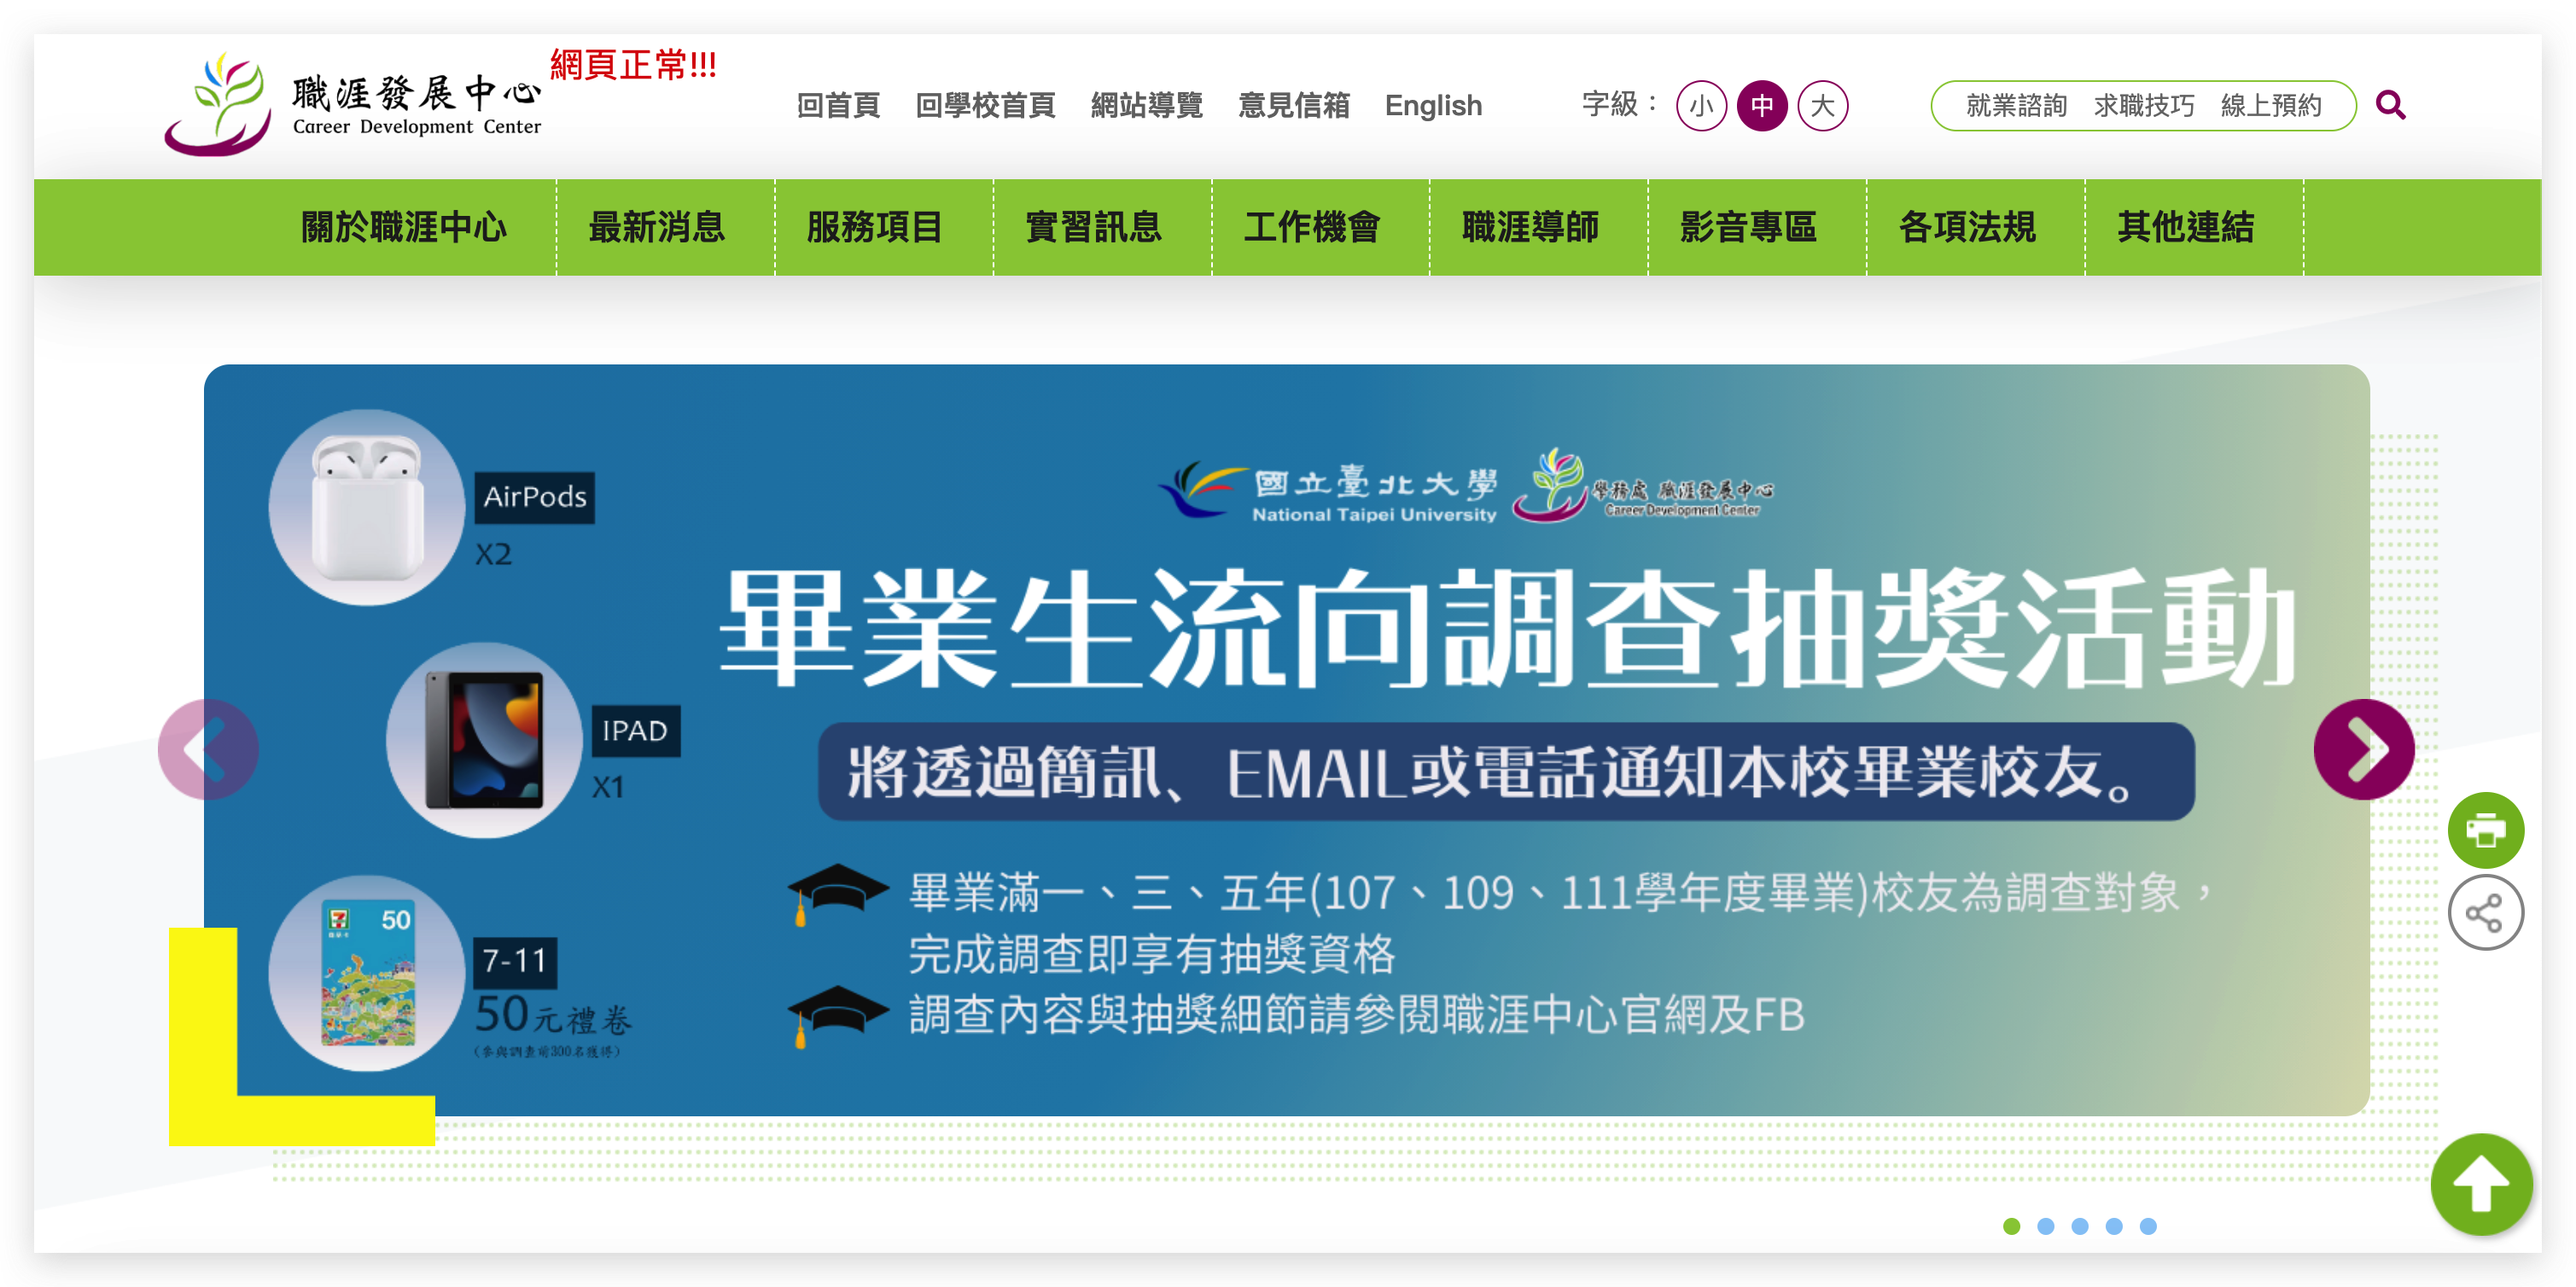 職涯發展中心
Career Development Center
網頁正常!!!
回首頁 回學校首頁 網站導覽 意見信箱 English
字級： 小 中 大
就業諮詢 求職技巧 線上預約
關於職涯中心 最新消息 服務項目 實習訊息 工作機會 職涯導師 影音專區 各項法規 其他連結
AirPods
X2
國立臺北大學
National Taipei University
學務處 職涯發展中心
Career Development Center
畢業生流向調查抽獎活動
IPAD
X1
將透過簡訊、EMAIL或電話通知本校畢業校友。
畢業滿一、三、五年(107、109、111學年度畢業)校友為調查對象，
完成調查即享有抽獎資格
調查內容與抽獎細節請參閱職涯中心官網及FB
50
7-11
50元禮卷
(參與調查前300名獲得)